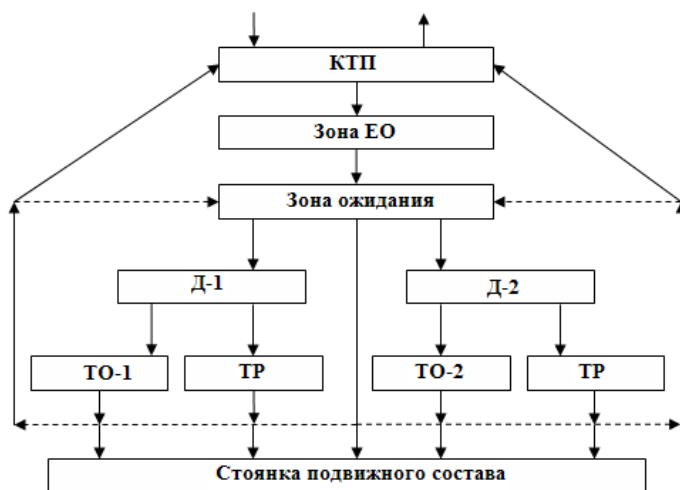 КТП
Зона ЕО
Зона ожидания
Д-1
Д-2
ТО-1
ТР
ТО-2
ТР
Стоянка подвижного состава